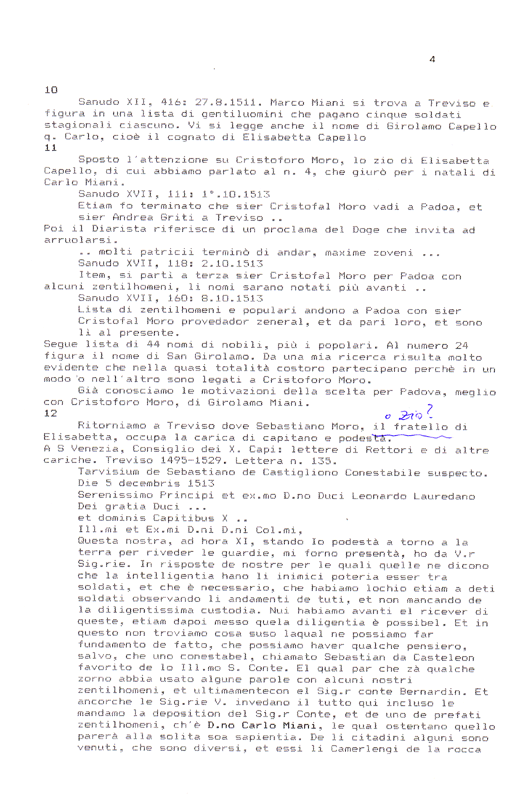 4
10
Sanudo XII, 416: 27.8.1511. Marco Miani si trova a Treviso e
figura in una lista di gentiluomini che pagano cinque soldati
stagionali ciascuno. Vi si legge anche il nome di Girolamo Capello
q. Carlo, cioè il cognato di Elisabetta Capello
11
Sposto l'attenzione su Cristoforo Moro, lo zio di Elisabetta
Capello, di cui abbiamo parlato al n. 4, che giurò per i natali di
Carlo Miani.
Sanudo XVII, 111: 1°.10.1513
Etiam fo terminato che sier Cristofal Moro vadi a Padoa, et
sier Andrea Griti a Treviso ..
Poi il Diarista riferisce di un proclama del Doge che invita ad
arruolarsi.
.. molti patricii terminò di andar, maxime zoveni ...
Sanudo XVII, 118: 2.10.1513
Item, si parti a terza sier Cristofal Moro per Padoa con
alcuni zentilhomeni, li nomi sarano notati più avanti ..
Sanudo XVII, 160: 8.10.1513
Lista di zentilhomeni e populari andono a Padoa con sier
Cristofal Moro provedador zeneral, et da pari loro, et sono
li al presente.
Segue lista di 44 nomi di nobili, più i popolari. Al numero 24
figura il nome di San Girolamo. Da una mia ricerca risulta molto
evidente che nella quasi totalità costoro partecipano perchè in un
modo o nell'altro sono legati a Cristoforo Moro.
Già conosciamo le motivazioni della scelta per Padova, meglio
con Cristoforo Moro, di Girolamo Miani.
12
o zio?
Ritorniamo a Treviso dove Sebastiano Moro, il fratello di
Elisabetta, occupa la carica di capitano e podestà.
A S Venezia, Consiglio dei X. Capi: lettere di Rettori e di altre
cariche. Treviso 1495-1529. Lettera n. 135.
Tarvisium de Sebastiano de Castigliono Conestabile suspecto.
Die 5 decembris 1513
Serenissimo Principi et ex.mo D.no Duci Leonardo Lauredano
Dei gratia Duci ...
et dominis Capitibus X ..
Ill.mi et Ex.mi D.ni D.ni Col.mi,
Questa nostra, ad hora XI, stando lo podestà a torno a la
terra per riveder le guardie, mi forno presentà, ho da V.r
Sig.rie. In risposte de nostre per le quali quelle ne dicono
che la intelligentia hano li inimici poteria esser tra
soldati, et che è necessario, che habiamo lochio etiam a deti
soldati observando li andamenti de tuti, et non mancando de
la diligentissima custodia. Nui habiamo avanti el ricever di
queste, etiam dapoi messo quela diligentia è possibel. Et in
questo non troviamo cosa suso laqual ne possiamo far
fundamento de fatto, che possiamo haver qualche pensiero,
salvo, che uno conestabel, chiamato Sebastian da Casteleon
favorito de lo Ill.mo S. Conte. El qual par che zà qualche
zorno abbia usato algune parole con alcuni nostri
zentilhomeni, et ultimamentecon el Sig.r conte Bernardin. Et
ancorche le Sig.rie V. invedano il tutto qui incluso le
mandamo la deposition del Sig.r Conte, et de uno de prefati
zentilhomeni, ch'è D.no Carlo Miani, le qual ostentano quello
parerà alla solita soa sapientia. De li citadini alguni sono
venuti, che sono diversi, et essi li Camerlengi de la rocca